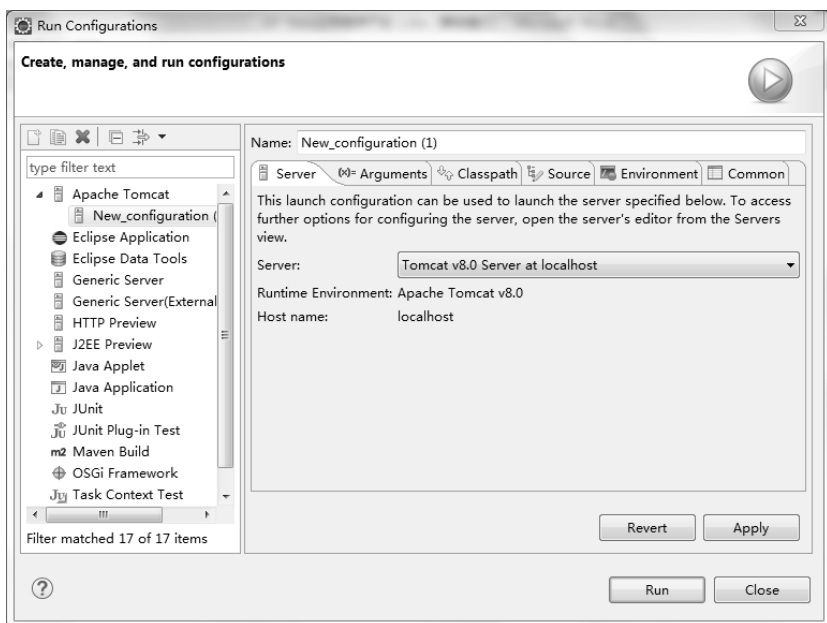 Run Configurations
Create, manage, and run configurations
type filter text
Apache Tomcat
New_configuration (
Eclipse Application
Eclipse Data Tools
Generic Server
Generic Server(External
HTTP Preview
J2EE Preview
Java Applet
Java Application
JUnit
JUnit Plug-in Test
m2 Maven Build
OSGi Framework
Task Context Test
Filter matched 17 of 17 items
Name: New_configuration (1)
Server (x)= Arguments Classpath Source Environment Common
This launch configuration can be used to launch the server specified below. To access
further options for configuring the server, open the server's editor from the Servers
view.
Server: Tomcat v8.0 Server at localhost
Runtime Environment: Apache Tomcat v8.0
Host name: localhost
Revert Apply
Run Close